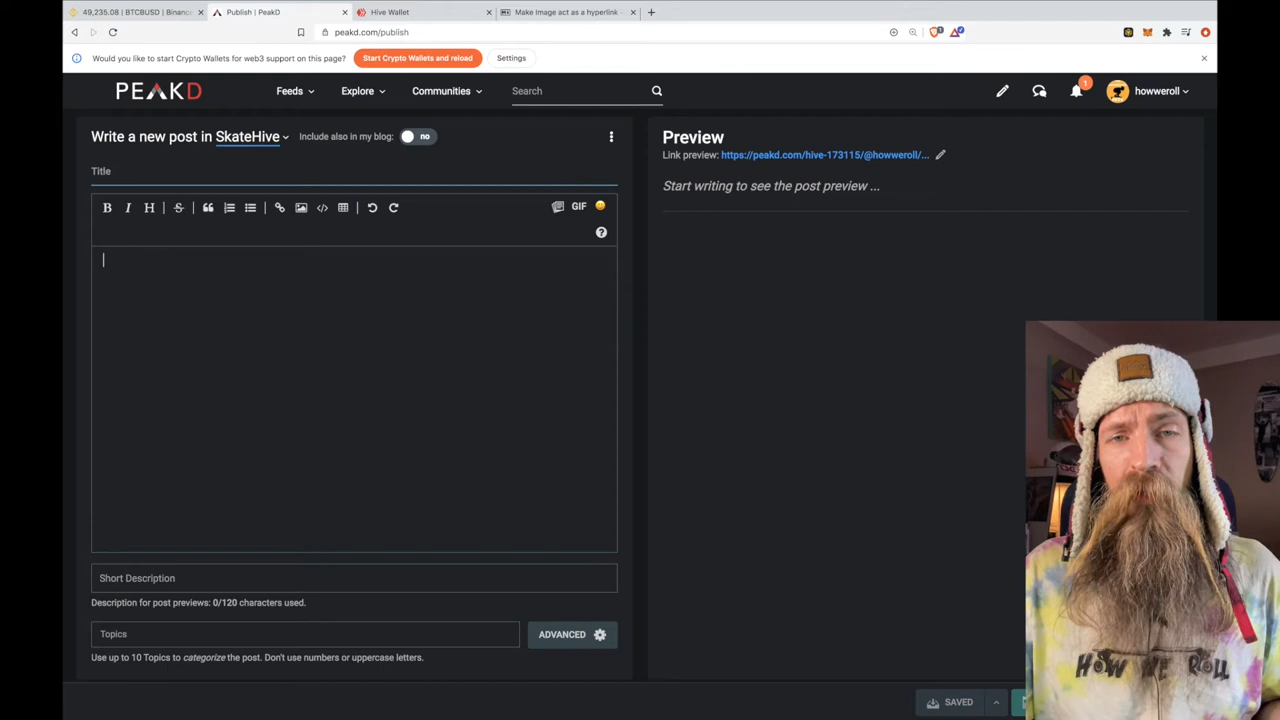 49,235.08 | BTCBUSD | Binanc
Publish | PeakD
Hive Wallet
Make Image act as a hyperlink -
peakd.com/publish
Would you like to start Crypto Wallets for web3 support on this page?
Start Crypto Wallets and reload
Settings
PEAKD
Feeds
Explore
Communities
Search
1
howweroll
Write a new post in SkateHive
Include also in my blog:
no
Title
B I H S
GIF
Short Description
Description for post previews: 0/120 characters used.
Topics
ADVANCED
Use up to 10 Topics to categorize the post. Don't use numbers or uppercase letters.
Preview
Link preview: https://peakd.com/hive-173115/@howweroll/...
Start writing to see the post preview ...
SAVED
HOW WE ROLL